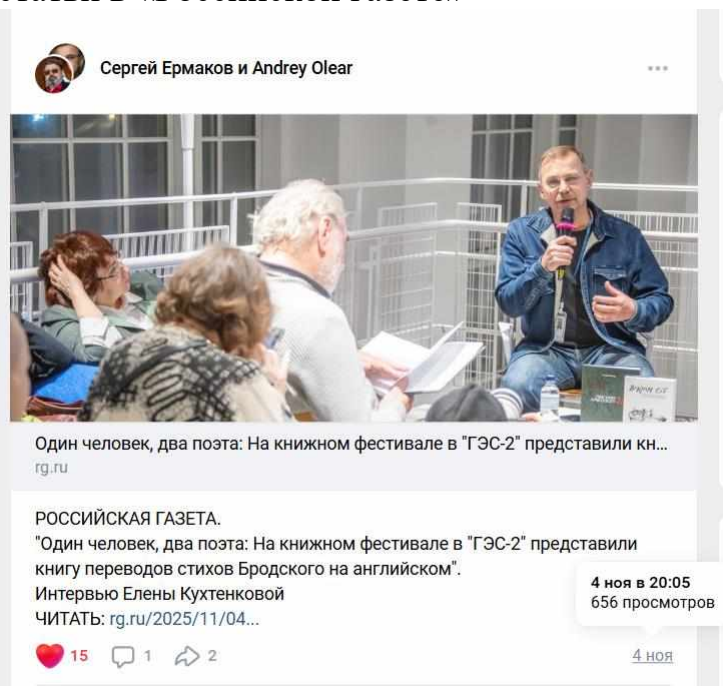 Сергей Ермаков и Andrey Olear
Один человек, два поэта: На книжном фестивале в "ГЭС-2" представили кн...
rg.ru
РОССИЙСКАЯ ГАЗЕТА.
"Один человек, два поэта: На книжном фестивале в "ГЭС-2" представили
книгу переводов стихов Бродского на английском".
Интервью Елены Кухтенковой
ЧИТАТЬ: rg.ru/2025/11/04...
4 ноя в 20:05
656 просмотров
15 1 2
4 ноя